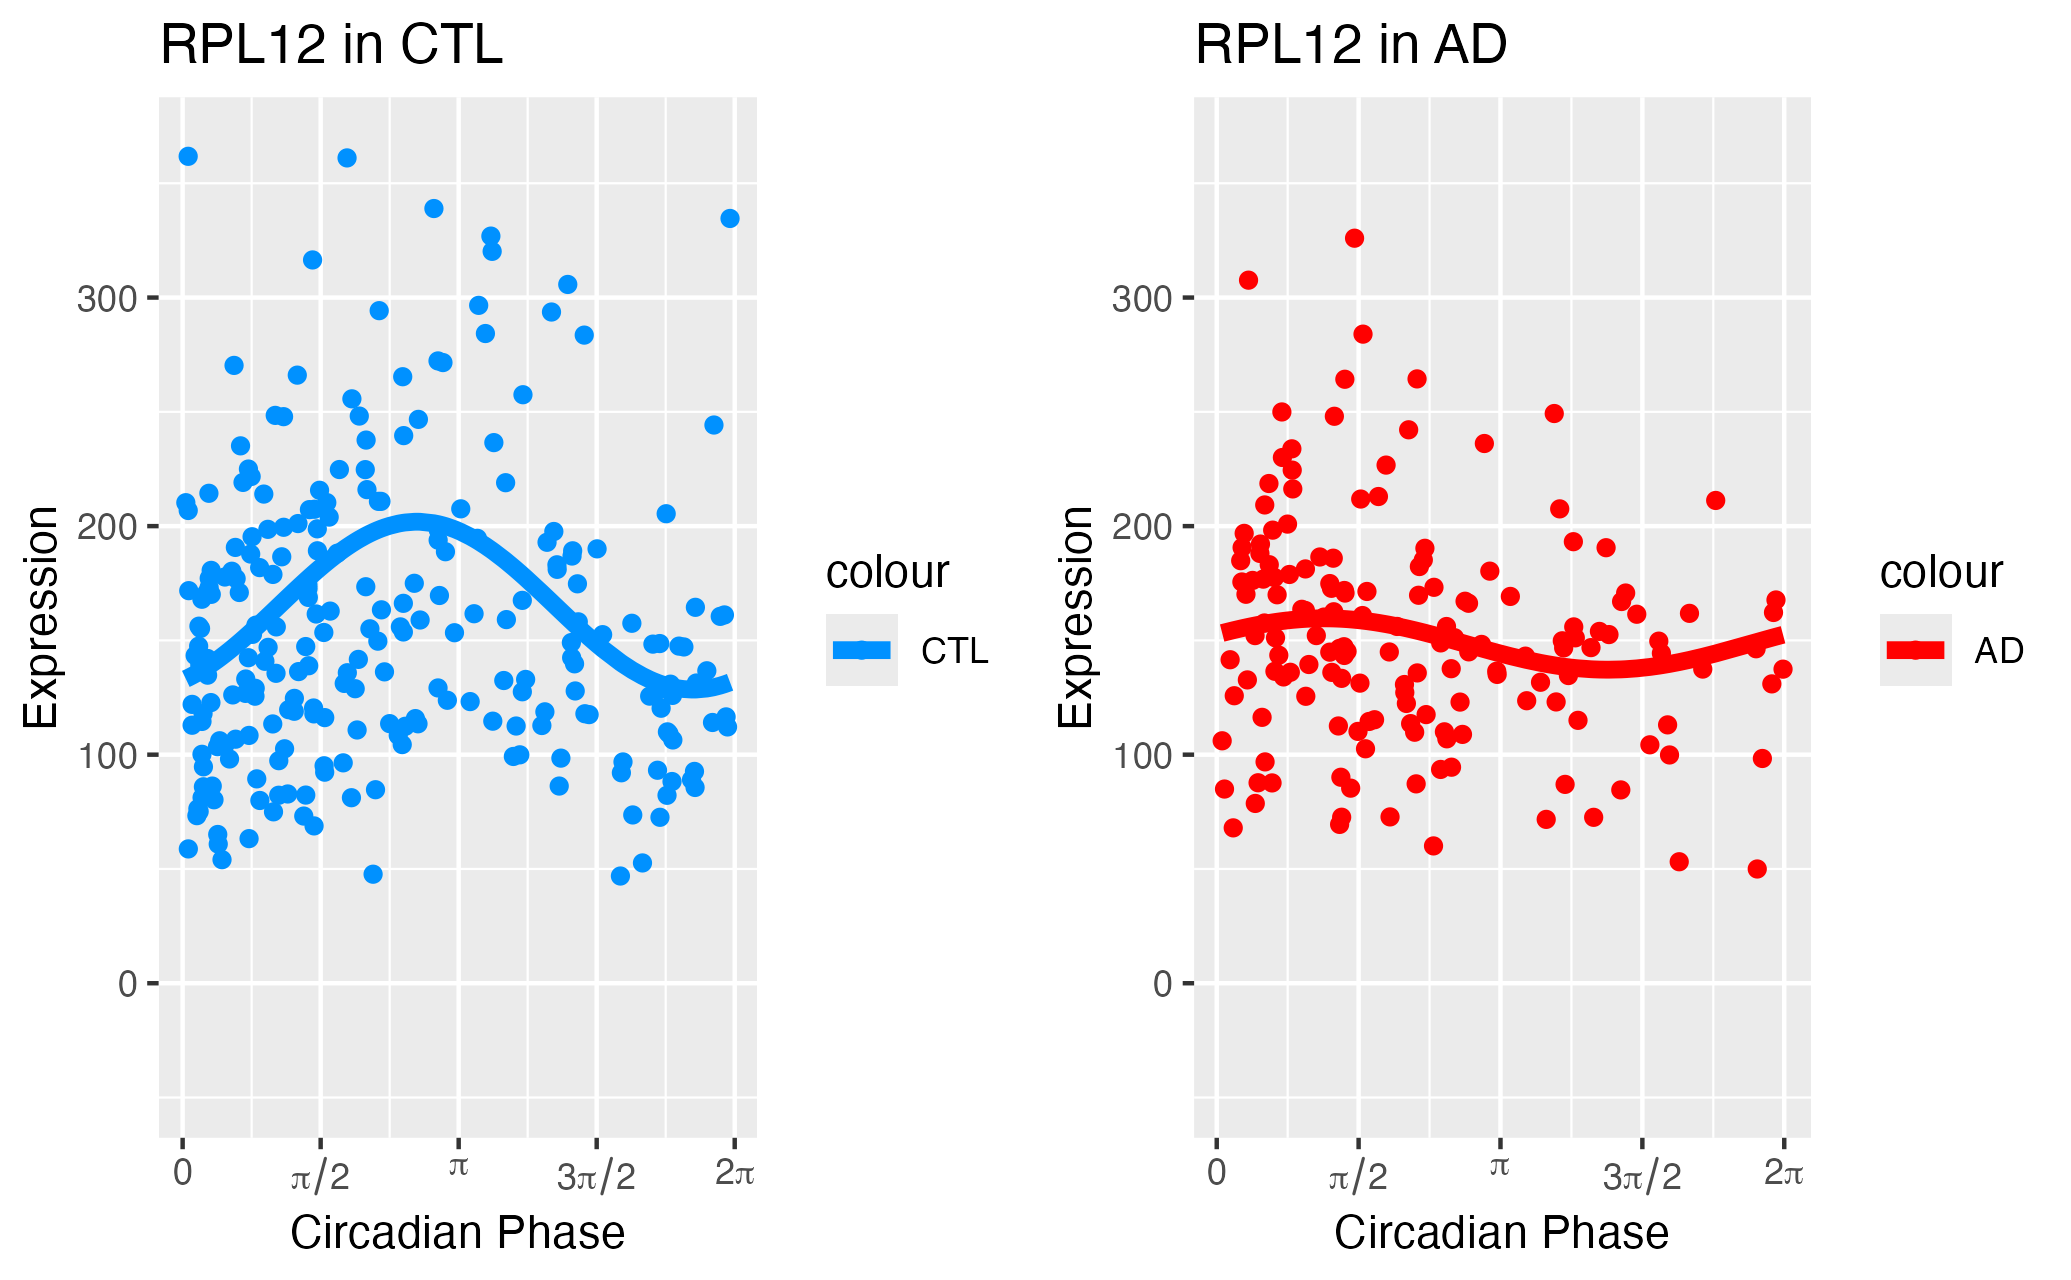 RPL12 in CTL
300
200
100
0
Expression
0 π/2 π 3π/2 2π
Circadian Phase
colour
CTL
RPL12 in AD
300
200
100
0
Expression
0 π/2 π 3π/2 2π
Circadian Phase
colour
AD